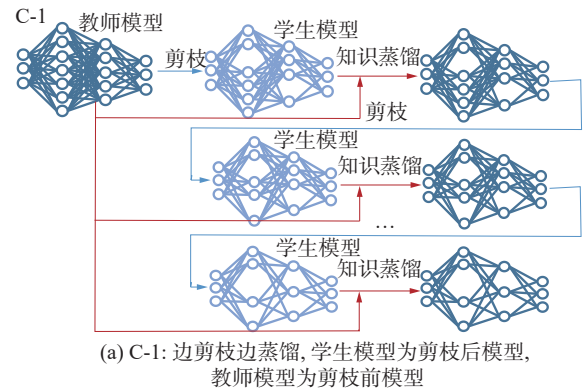 C-1
教师模型
学生模型
剪枝
知识蒸馏
剪枝
学生模型
知识蒸馏
…
学生模型
知识蒸馏
(a) C-1: 边剪枝边蒸馏, 学生模型为剪枝后模型,
教师模型为剪枝前模型